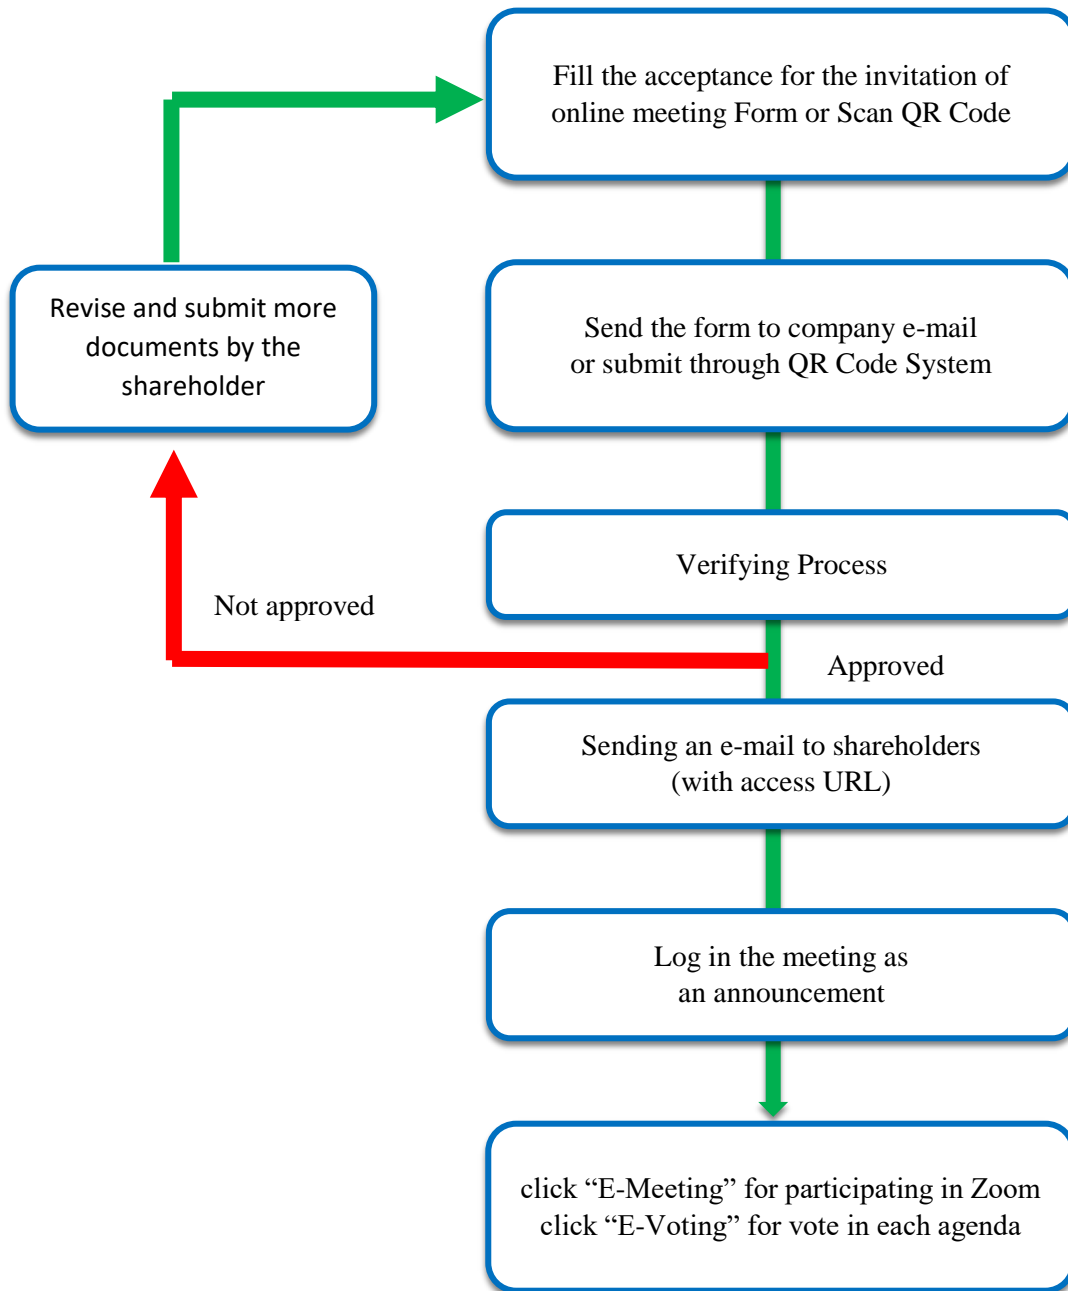 Fill the acceptance for the invitation of
online meeting Form or Scan QR Code
Revise and submit more
documents by the
shareholder
Send the form to company e-mail
or submit through QR Code System
Verifying Process
Not approved
Approved
Sending an e-mail to shareholders
(with access URL)
Log in the meeting as
an announcement
click “E-Meeting” for participating in Zoom
click “E-Voting” for vote in each agenda